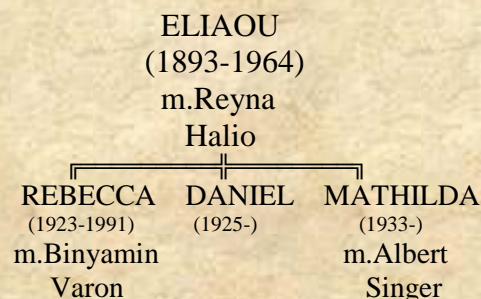 ELIAOU
(1893-1964)
m.Reyna
Halio
REBECCA DANIEL MATHILDA
(1923-1991) (1925-) (1933-)
m.Binyamin m.Albert
Varon Singer